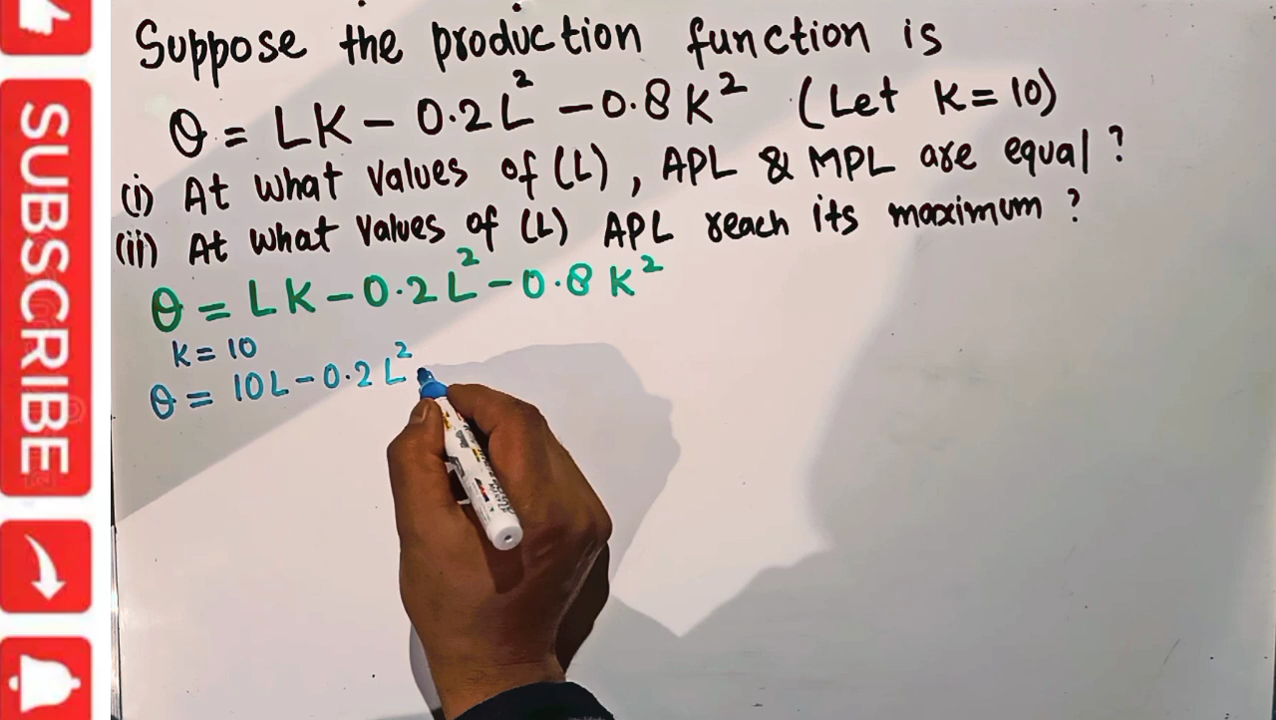 SUBSCRIBE
Suppose the production function is
Q = LK - 0.2L² - 0.8K² (Let K = 10)
(i) At what values of (L), APL & MPL are equal?
(ii) At what values of (L) APL reach its maximum?
Q = LK - 0.2L² - 0.8K²
K = 10
Q = 10L - 0.2L²